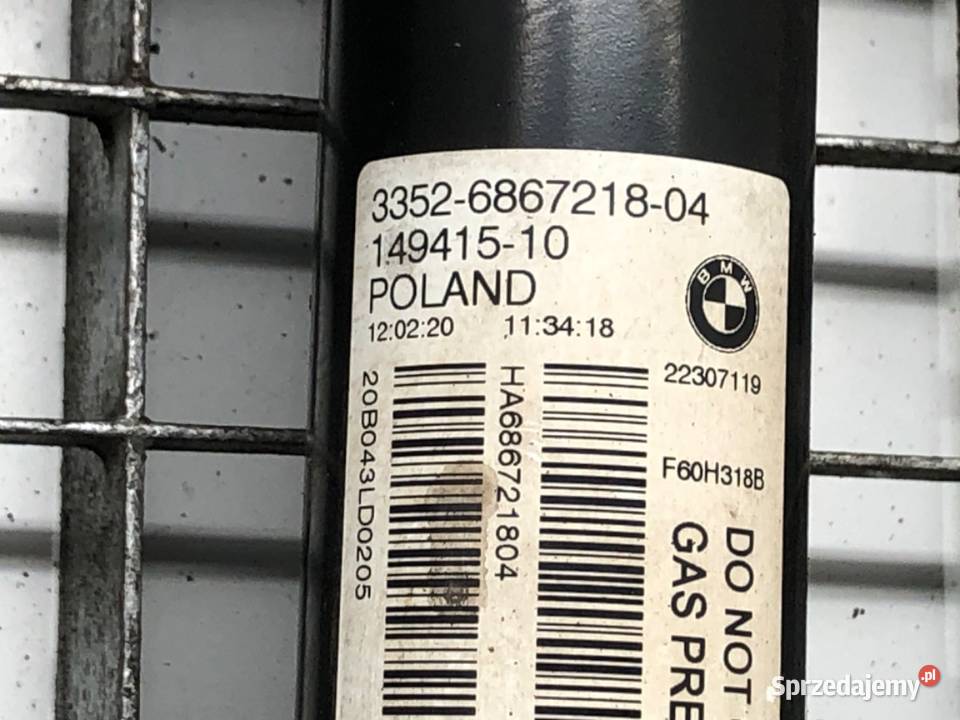 3352-6867218-04
149415-10
POLAND
12:02:20 11:34:18
BMW
22307119
20B043LD0205
HA686721804
F60H318B
DO NOT
GAS PRE
Sprzedajemy.pl